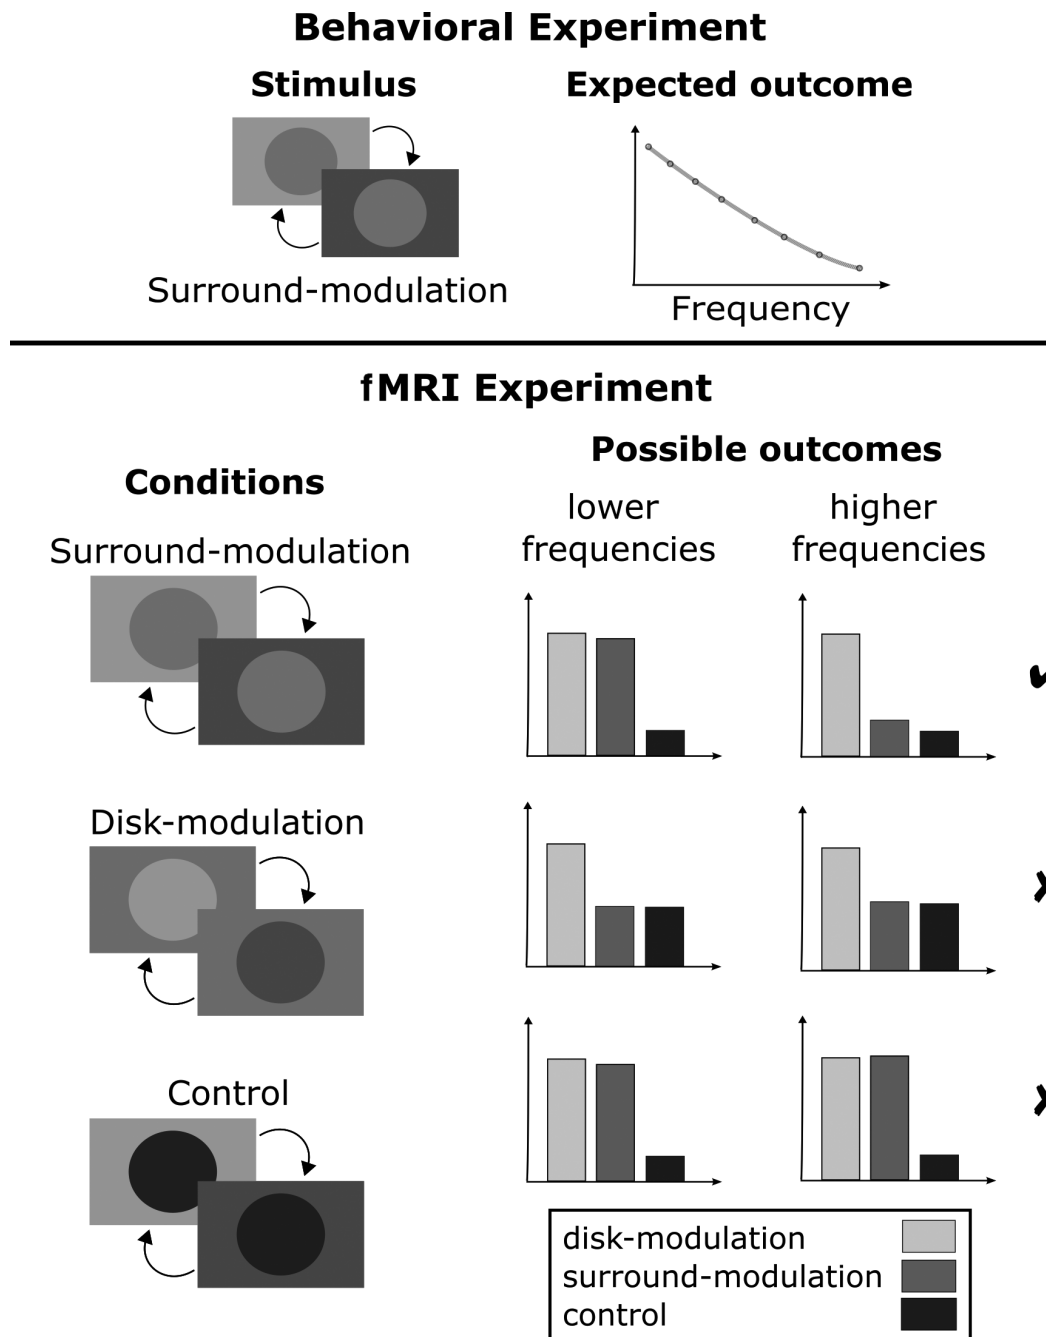 Behavioral Experiment
Stimulus
Expected outcome
Surround-modulation
Frequency
fMRI Experiment
Conditions
Possible outcomes
lower
frequencies
higher
frequencies
Surround-modulation
Disk-modulation
Control
disk-modulation
surround-modulation
control